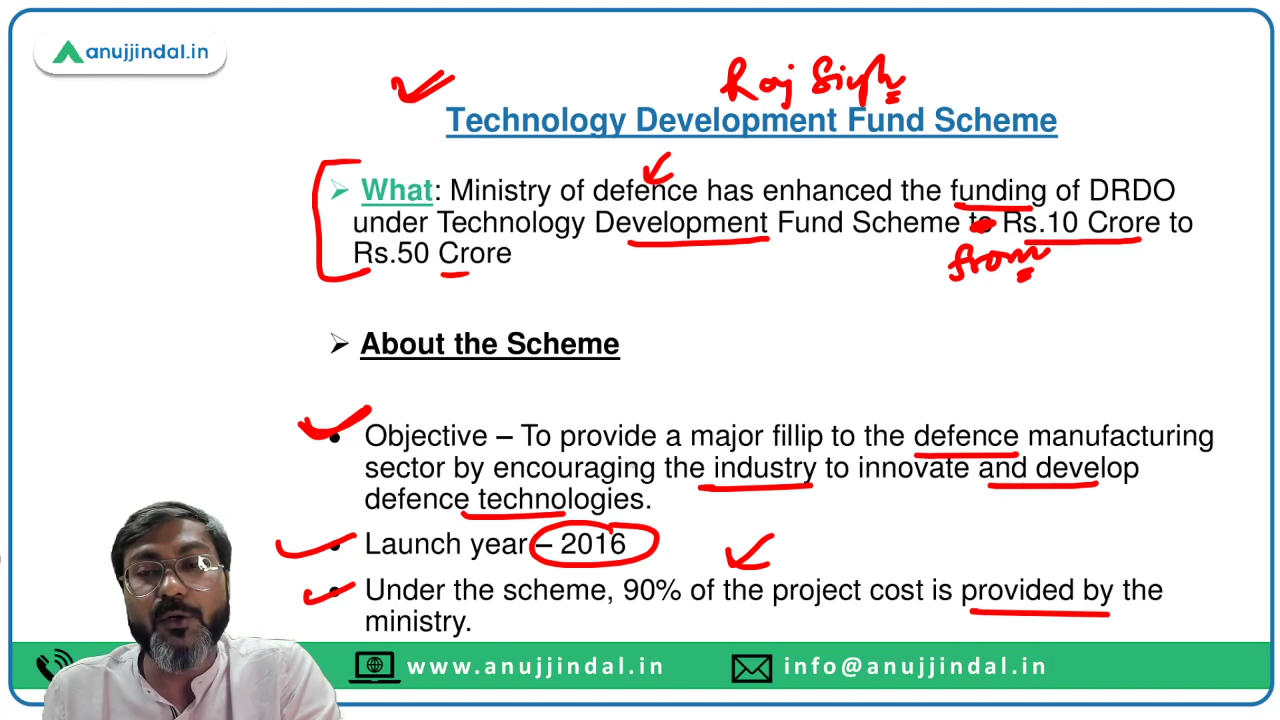 anujjindal.in
Raj Singh
Technology Development Fund Scheme
What: Ministry of defence has enhanced the funding of DRDO
under Technology Development Fund Scheme to Rs.10 Crore to
from
Rs.50 Crore
About the Scheme
Objective – To provide a major fillip to the defence manufacturing
sector by encouraging the industry to innovate and develop
defence technologies.
Launch year – 2016
Under the scheme, 90% of the project cost is provided by the
ministry.
www.anujjindal.in
info@anujjindal.in